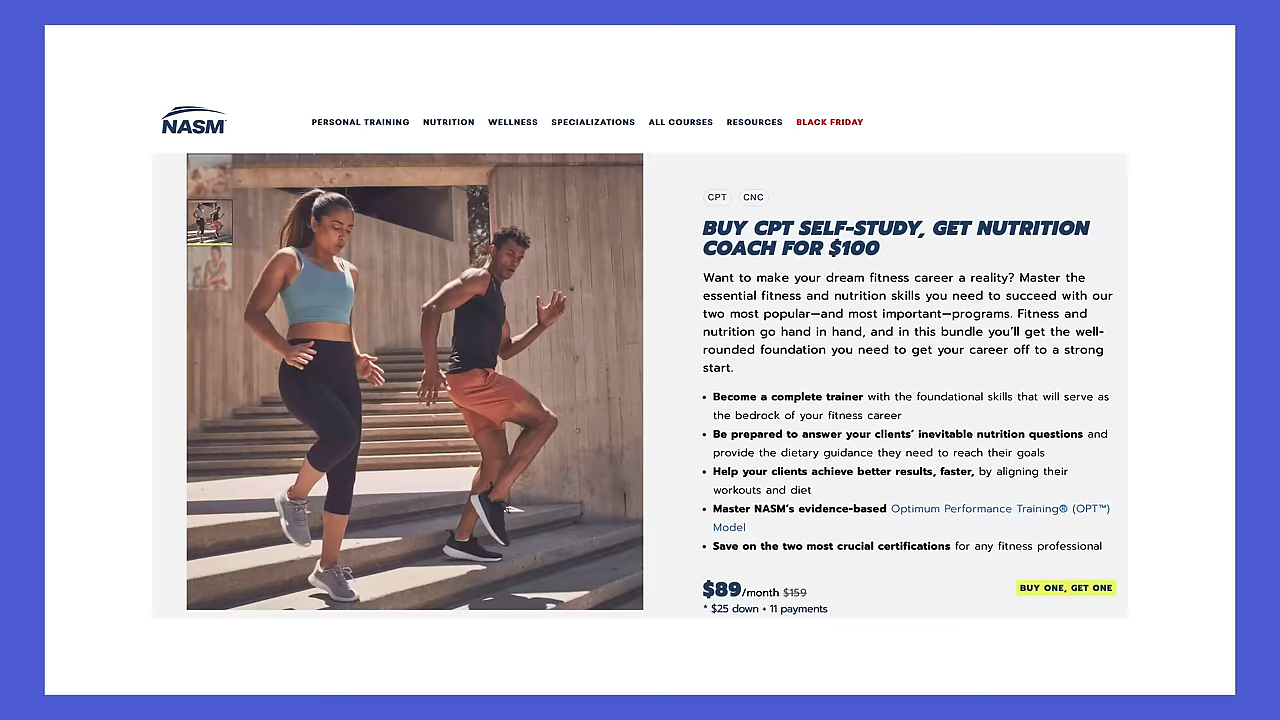 NASM
PERSONAL TRAINING NUTRITION WELLNESS SPECIALIZATIONS ALL COURSES RESOURCES BLACK FRIDAY
CPT CNC
BUY CPT SELF-STUDY, GET NUTRITION
COACH FOR $100
Want to make your dream fitness career a reality? Master the
essential fitness and nutrition skills you need to succeed with our
two most popular—and most important—programs. Fitness and
nutrition go hand in hand, and in this bundle you'll get the well-
rounded foundation you need to get your career off to a strong
start.
• Become a complete trainer with the foundational skills that will serve as
the bedrock of your fitness career
• Be prepared to answer your clients' inevitable nutrition questions and
provide the dietary guidance they need to reach their goals
• Help your clients achieve better results, faster, by aligning their
workouts and diet
• Master NASM's evidence-based Optimum Performance Training® (OPT™)
Model
• Save on the two most crucial certifications for any fitness professional
$89/month $159
BUY ONE, GET ONE
* $25 down + 11 payments